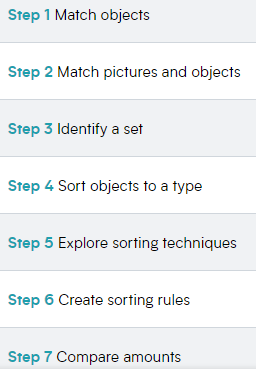 Step 1 Match objects
Step 2 Match pictures and objects
Step 3 Identify a set
Step 4 Sort objects to a type
Step 5 Explore sorting techniques
Step 6 Create sorting rules
Step 7 Compare amounts